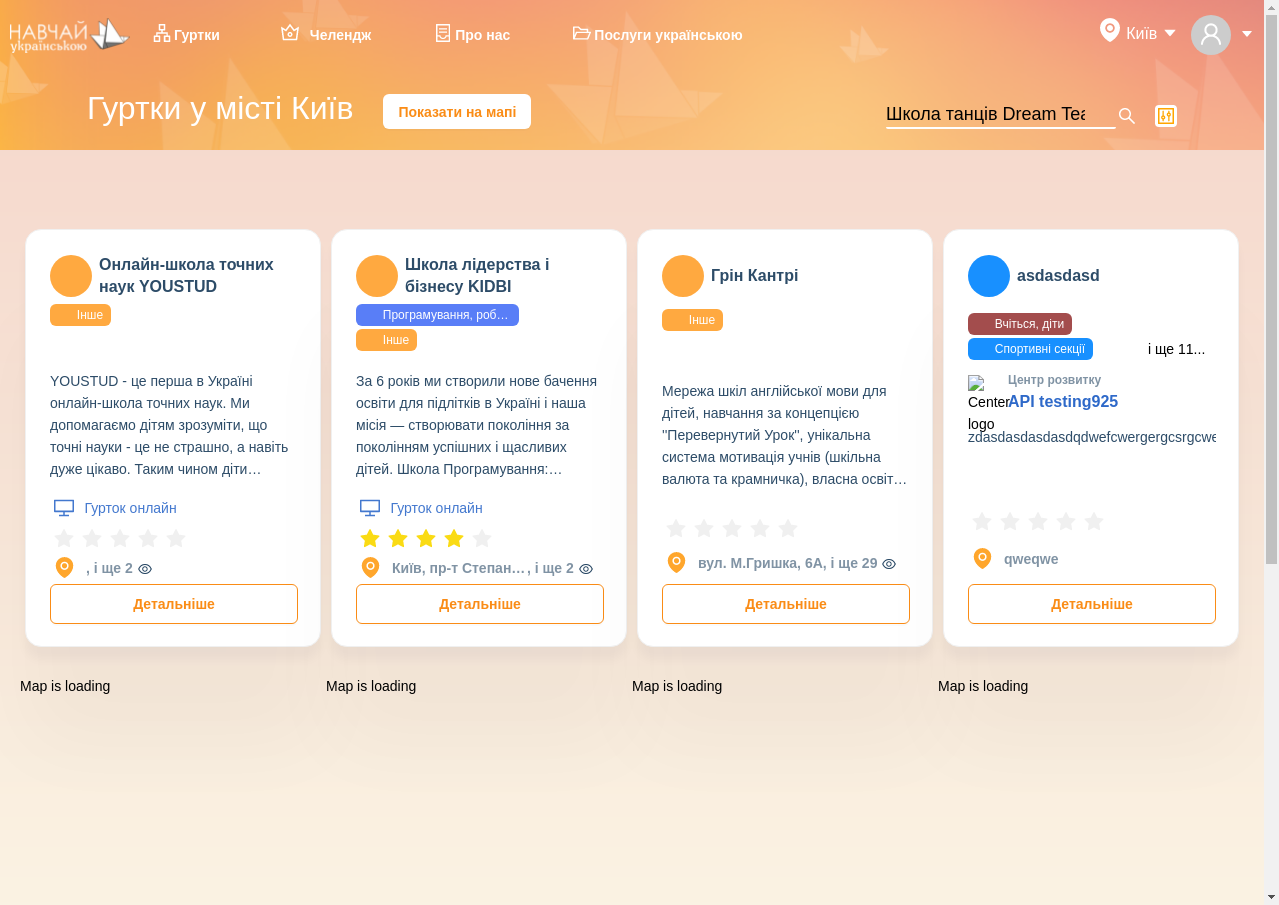 НАВЧАЙ
українською
Гуртки
Челендж
Про нас
Послуги українською
Київ
Гуртки у місті Київ
Показати на мапі
Школа танців Dream Tea
Онлайн-школа точних
наук YOUSTUD
Інше
YOUSTUD - це перша в Україні
онлайн-школа точних наук. Ми
допомагаємо дітям зрозуміти, що
точні науки - це не страшно, а навіть
дуже цікаво. Таким чином діти…
Гурток онлайн
, і ще 2
Детальніше
Школа лідерства і
бізнесу KIDBI
Програмування, роб…
Інше
За 6 років ми створили нове бачення
освіти для підлітків в Україні і наша
місія — створювати покоління за
поколінням успішних і щасливих
дітей. Школа Програмування:…
Гурток онлайн
Київ, пр-т Степан… , і ще 2
Детальніше
Грін Кантрі
Інше
Мережа шкіл англійської мови для
дітей, навчання за концепцією
"Перевернутий Урок", унікальна
система мотивація учнів (шкільна
валюта та крамничка), власна освіт…
вул. М.Гришка, 6А, і ще 29
Детальніше
asdasdasd
Вчіться, діти
Спортивні секції
і ще 11...
Center logo
Центр розвитку
API testing925
zdasdasdasdasdqdwefcwergergcsrgcwe
qweqwe
Детальніше
Map is loading
Map is loading
Map is loading
Map is loading